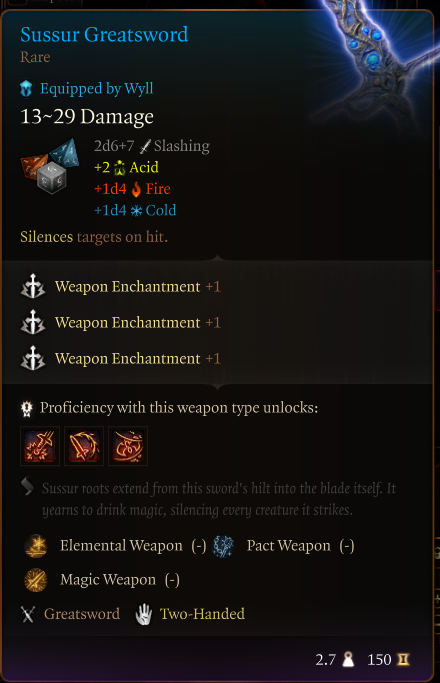 Sussur Greatsword
Rare
Equipped by Wyll
13~29 Damage
2d6+7 Slashing
+2 Acid
+1d4 Fire
+1d4 Cold
Silences targets on hit.
Weapon Enchantment +1
Weapon Enchantment +1
Weapon Enchantment +1
Proficiency with this weapon type unlocks:
Sussur roots extend from this sword's hilt into the blade itself. It
yearns to drink magic, silencing every creature it strikes.
Elemental Weapon (-) Pact Weapon (-)
Magic Weapon (-)
Greatsword Two-Handed
2.7 150